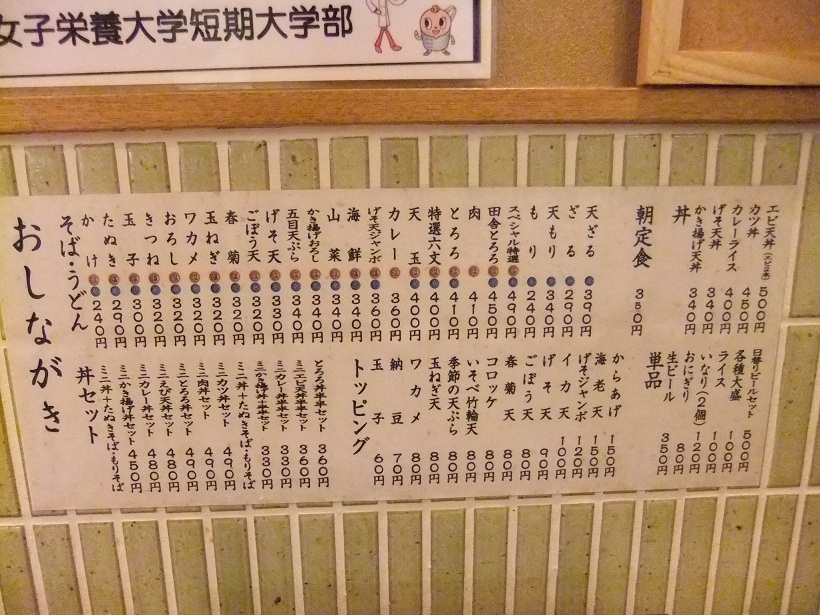 女子栄養大学短期大学部
おしながき
そば・うどん
かけ 240円
たぬき 290円
玉子 300円
きつね 320円
おろし 320円
ワカメ 320円
玉ねぎ 320円
春菊 320円
ごぼう天 320円
げそ天 330円
五目天ぷら 340円
かき揚げおろし 340円
山菜 340円
海鮮 340円
げそ天ジャンボ 360円
カレー 360円
天玉 400円
特選六文 400円
とろろ 410円
肉 410円
田舎とろろ 450円
スペシャル特選 490円
もり 240円
天もり 340円
ざる 290円
天ざる 390円
朝定食 350円
丼
かき揚げ天丼 340円
げそ天丼 340円
カレーライス 400円
カツ丼 450円
エビ天丼 500円
丼セット
ミニ丼+たぬきそば・もりそば
ミニかき揚げ丼セット 450円
ミニカレー丼セット 480円
ミニえび天丼セット 480円
ミニとろろ丼セット 490円
ミニ肉丼セット 490円
ミニカツ丼セット 490円
ミニ丼+たぬきそば・もりそば
ミニかき揚げ丼半半セット 330円
ミニカレー丼半半セット 330円
ミニエビ天丼半半セット 360円
とろろ丼半半セット 360円
トッピング
玉子 60円
納豆 70円
ワカメ 80円
玉ねぎ天 80円
季節の天ぷら 80円
いそべ竹輪天 80円
コロッケ 80円
春菊天 80円
ごぼう天 80円
げそ天 90円
イカ天 100円
げそジャンボ 120円
海老天 150円
からあげ 150円
単品
生ビール 350円
おにぎり 80円
いなり(2個) 120円
ライス 100円
各種大盛 100円
日替りビールセット 500円